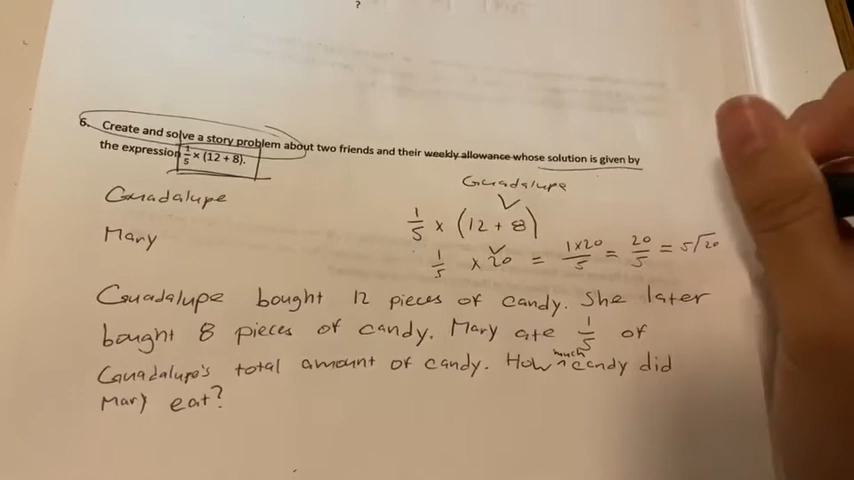 ?
6. Create and solve a story problem about two friends and their weekly allowance whose solution is given by
the expression 1/5 × (12 + 8).
Guadalupe
Guadalupe
1/5 × (12 + 8)
Mary
1/5 × 20 = 1×20/5 = 20/5 = 5√20
Guadalupe bought 12 pieces of candy. She later
bought 8 pieces of candy. Mary ate 1/5 of
Guadalupe's total amount of candy. How much candy did
Mary eat?